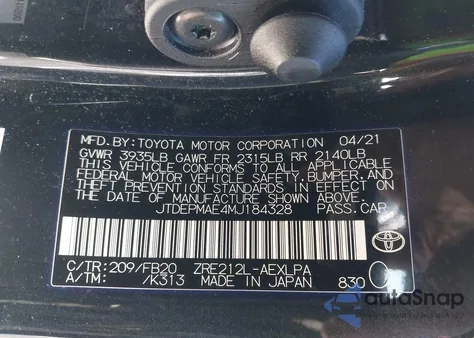 MFD. BY: TOYOTA MOTOR CORPORATION 04/21
GVWR 3935LB GAWR FR 2315LB RR 2140LB
THIS VEHICLE CONFORMS TO ALL APPLICABLE
FEDERAL MOTOR VEHICLE SAFETY, BUMPER, AND
THEFT PREVENTION STANDARDS IN EFFECT ON
THE DATE OF MANUFACTURE SHOWN ABOVE.
JTDEPMAE4MJ184328 PASS. CAR
C/TR: 209/FB20 ZRE212L-AEXLPA
A/TM: /K313 MADE IN JAPAN 830
autoSnap